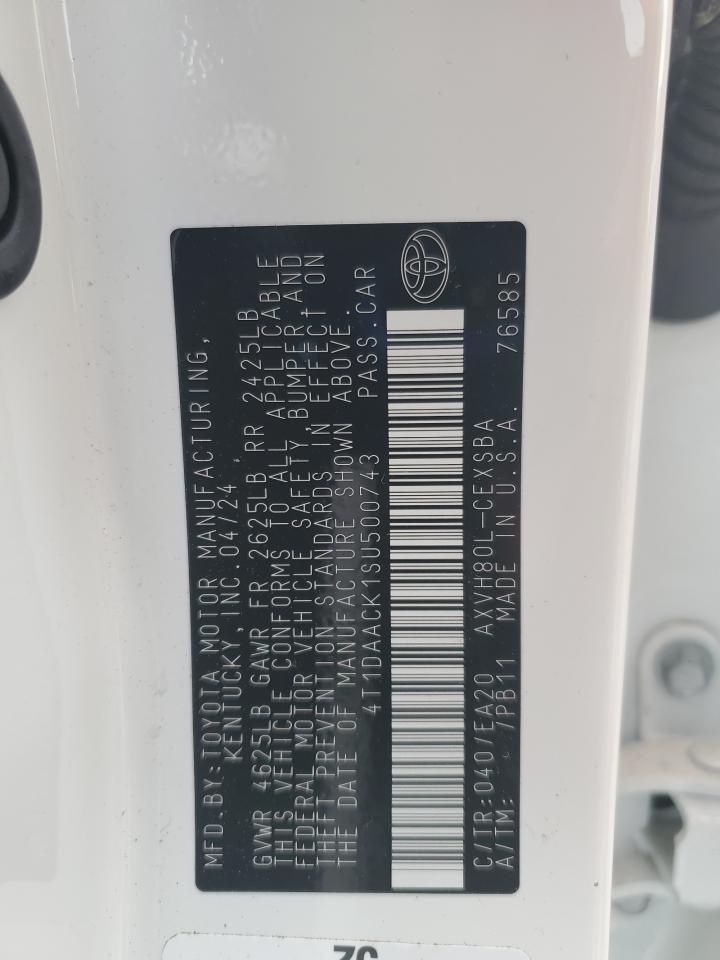 MFD.BY:TOYOTA MOTOR MANUFACTURING,
KENTUCKY,INC.04/24
GVWR 4625LB GAWR FR 2625LB RR 2425LB
THIS VEHICLE CONFORMS TO ALL APPLICABLE
FEDERAL MOTOR VEHICLE SAFETY, BUMPER, AND
THEFT PREVENTION STANDARDS IN EFFECT ON
THE DATE OF MANUFACTURE SHOWN ABOVE.
4T1DAACK1SU500743 PASS.CAR
C/TR:040/EA20 AXVH80L-CEXSBA 76585
A/TM: -/PB11 MADE IN U.S.A.